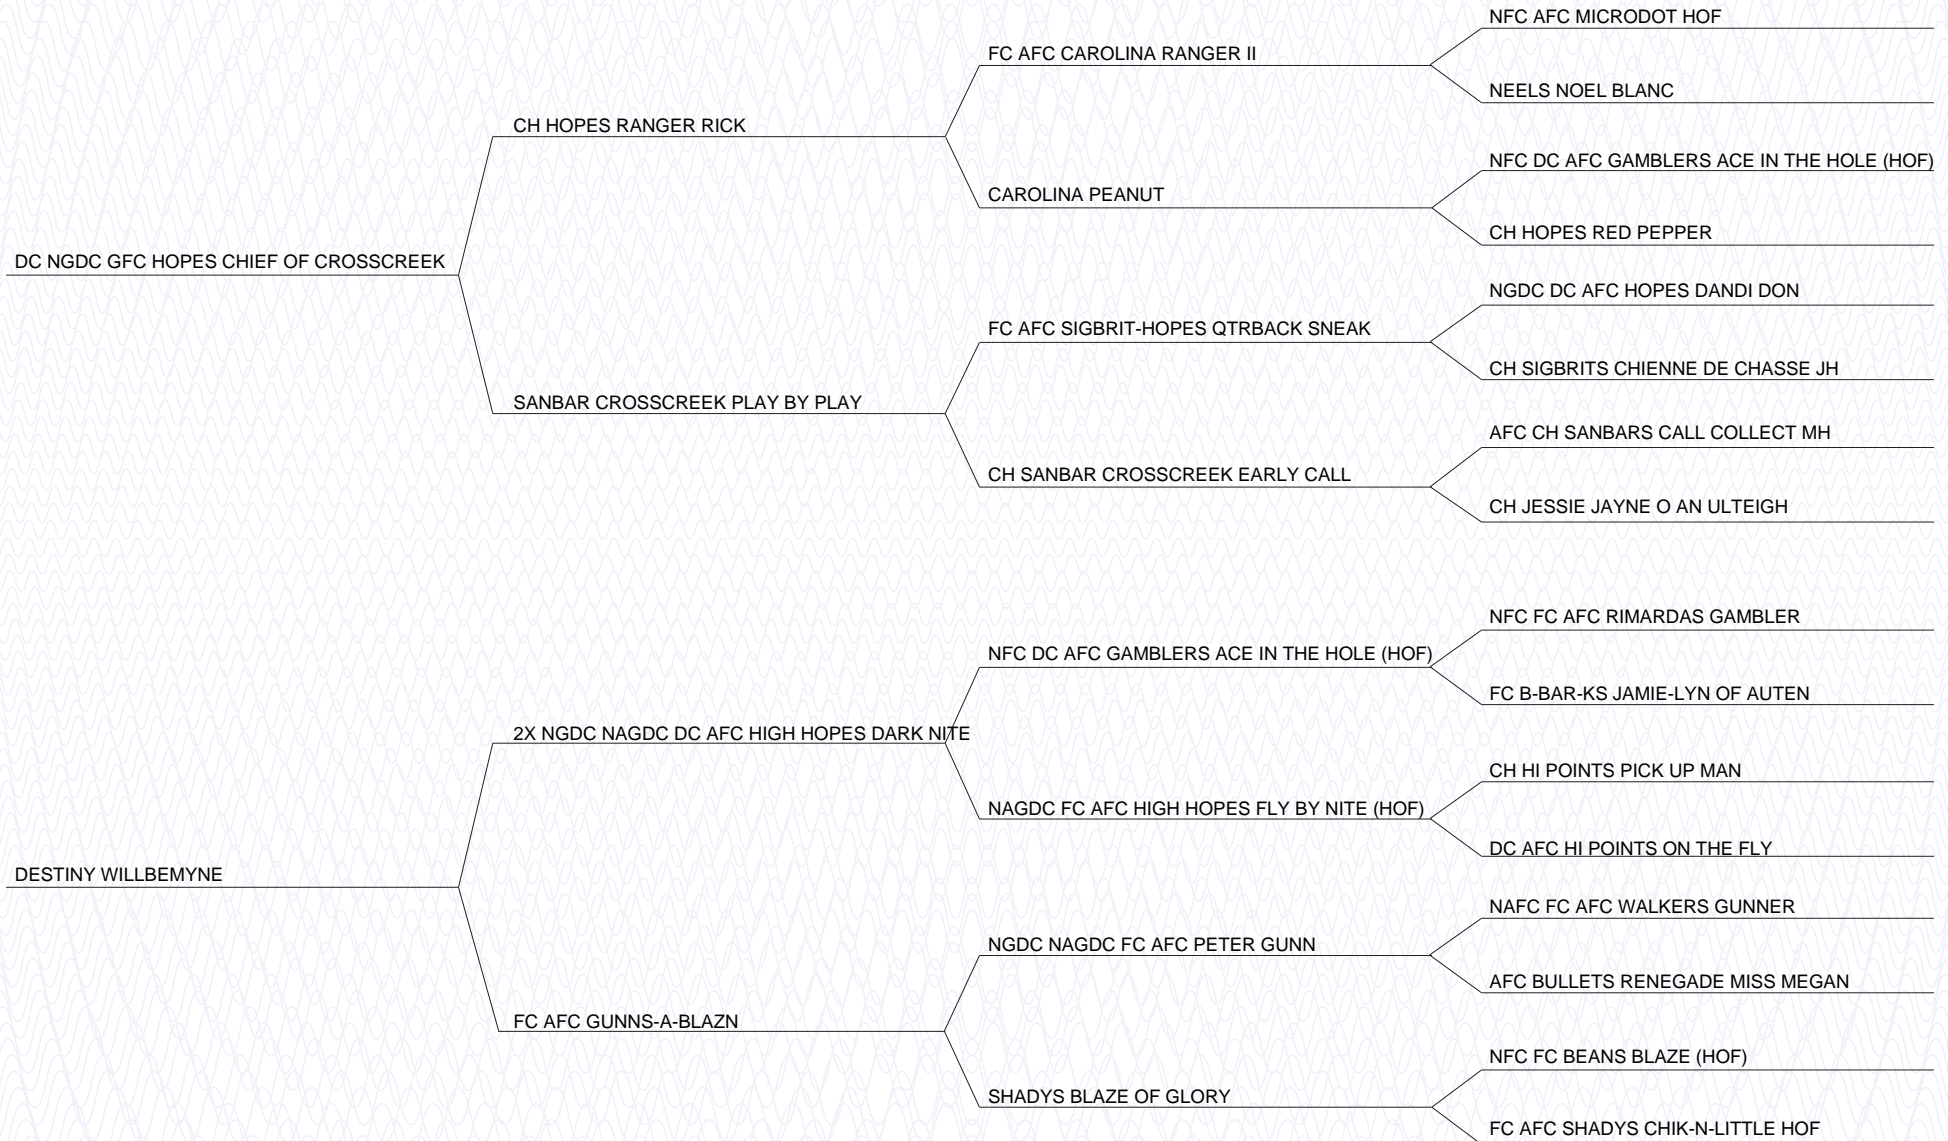 NFC AFC MICRODOT HOF
FC AFC CAROLINA RANGER II
NEELS NOEL BLANC
CH HOPES RANGER RICK
NFC DC AFC GAMBLERS ACE IN THE HOLE (HOF)
CAROLINA PEANUT
CH HOPES RED PEPPER
DC NGDC GFC HOPES CHIEF OF CROSSCREEK
NGDC DC AFC HOPES DANDI DON
FC AFC SIGBRIT-HOPES QTRBACK SNEAK
CH SIGBRITS CHIENNE DE CHASSE JH
SANBAR CROSSCREEK PLAY BY PLAY
AFC CH SANBARS CALL COLLECT MH
CH SANBAR CROSSCREEK EARLY CALL
CH JESSIE JAYNE O AN ULTEIGH
NFC FC AFC RIMARDAS GAMBLER
NFC DC AFC GAMBLERS ACE IN THE HOLE (HOF)
FC B-BAR-KS JAMIE-LYN OF AUTEN
2X NGDC NAGDC DC AFC HIGH HOPES DARK NITE
CH HI POINTS PICK UP MAN
NAGDC FC AFC HIGH HOPES FLY BY NITE (HOF)
DC AFC HI POINTS ON THE FLY
DESTINY WILLBEMYNE
NAFC FC AFC WALKERS GUNNER
NGDC NAGDC FC AFC PETER GUNN
AFC BULLETS RENEGADE MISS MEGAN
FC AFC GUNNS-A-BLAZN
NFC FC BEANS BLAZE (HOF)
SHADYS BLAZE OF GLORY
FC AFC SHADYS CHIK-N-LITTLE HOF